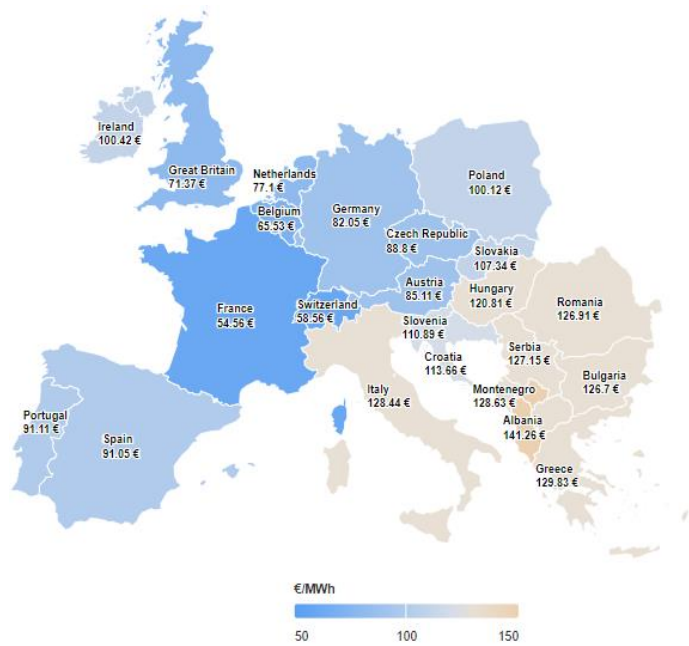 Ireland
100.42 €
Great Britain
71.37 €
Netherlands
77.1 €
Belgium
65.53 €
Germany
82.05 €
Poland
100.12 €
Czech Republic
88.8 €
Slovakia
107.34 €
Austria
85.11 €
Hungary
120.81 €
France
54.56 €
Switzerland
58.56 €
Slovenia
110.89 €
Romania
126.91 €
Croatia
113.66 €
Serbia
127.15 €
Italy
128.44 €
Montenegro
128.63 €
Bulgaria
126.7 €
Portugal
91.11 €
Spain
91.05 €
Albania
141.26 €
Greece
129.83 €
€/MWh
50 100 150